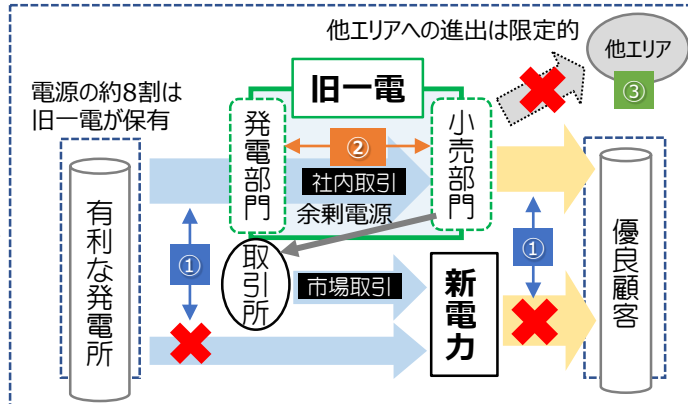 他エリアへの進出は限定的
他エリア
③
電源の約8割は
旧一電が保有
旧一電
発電部門
②
小売部門
社内取引
余剰電源
有利な発電所
①
①
優良顧客
取引所
市場取引
新電力